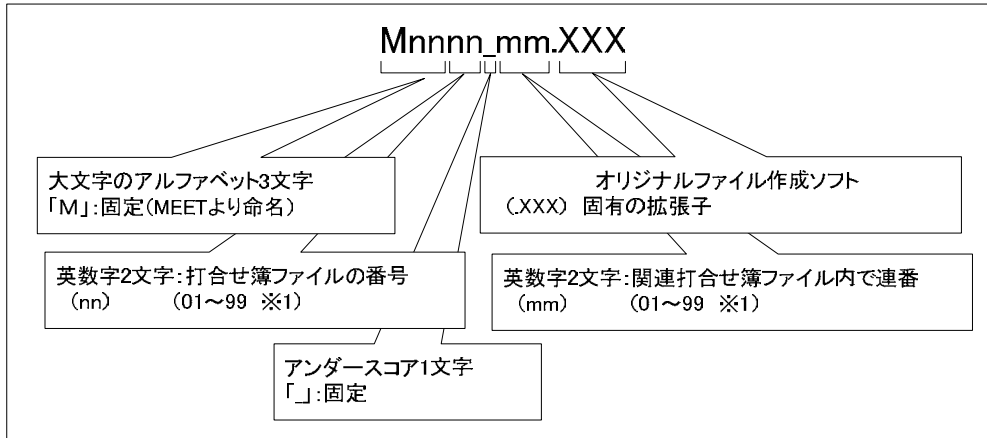 Mnnnn_mm.XXX
大文字のアルファベット3文字
「M」:固定(MEETより命名)
オリジナルファイル作成ソフト
(.XXX) 固有の拡張子
英数字2文字:打合せ簿ファイルの番号
(nn) (01～99 ※1)
英数字2文字:関連打合せ簿ファイル内で連番
(mm) (01～99 ※1)
アンダースコア1文字
「_」:固定